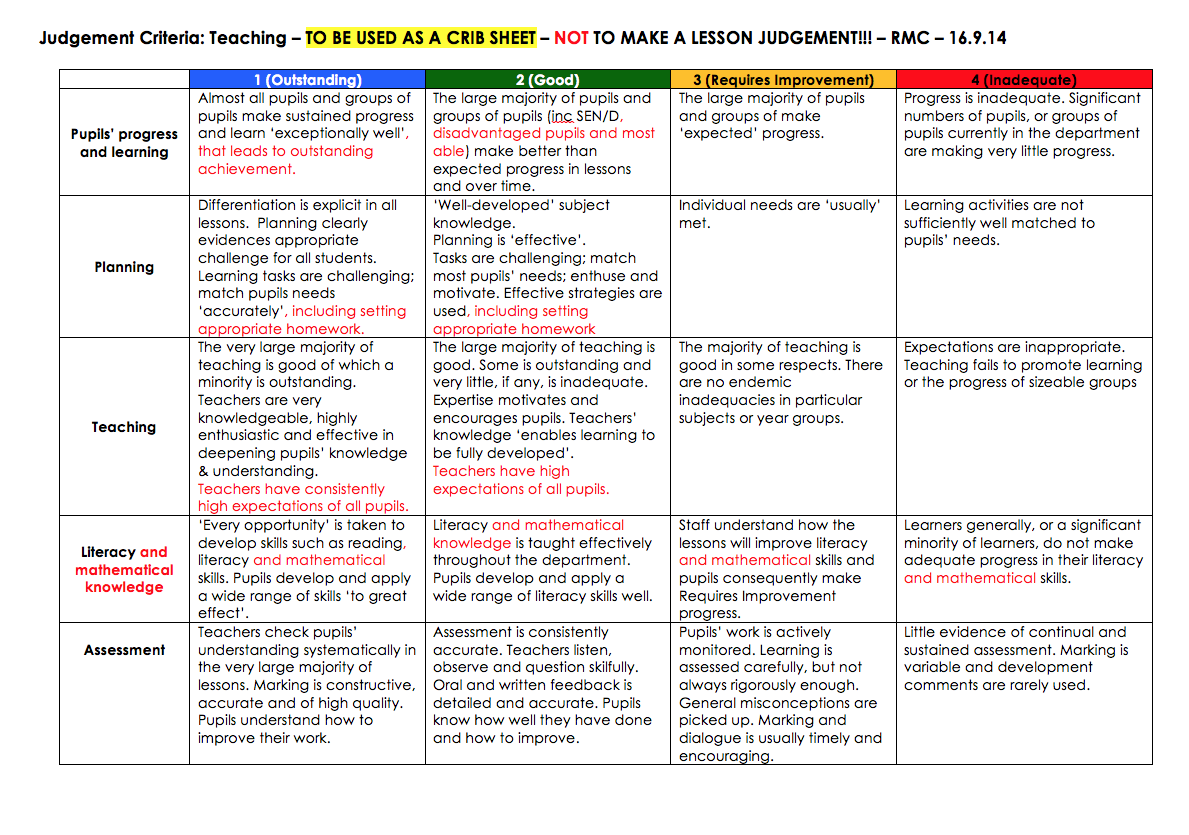 Judgement Criteria: Teaching – TO BE USED AS A CRIB SHEET – NOT TO MAKE A LESSON JUDGEMENT!!! – RMC – 16.9.14
1 (Outstanding)
2 (Good)
3 (Requires Improvement)
4 (Inadequate)
Pupils' progress
and learning
Almost all pupils and groups of
pupils make sustained progress
and learn 'exceptionally well',
that leads to outstanding
achievement.
The large majority of pupils and
groups of pupils (inc SEN/D,
disadvantaged pupils and most
able) make better than
expected progress in lessons
and over time.
The large majority of pupils
and groups of make
'expected' progress.
Progress is inadequate. Significant
numbers of pupils, or groups of
pupils currently in the department
are making very little progress.
Planning
Differentiation is explicit in all
lessons.  Planning clearly
evidences appropriate
challenge for all students.
Learning tasks are challenging;
match pupils needs
'accurately', including setting
appropriate homework.
'Well-developed' subject
knowledge.
Planning is 'effective'.
Tasks are challenging; match
most pupils' needs; enthuse and
motivate. Effective strategies are
used, including setting
appropriate homework
Individual needs are 'usually'
met.
Learning activities are not
sufficiently well matched to
pupils' needs.
Teaching
The very large majority of
teaching is good of which a
minority is outstanding.
Teachers are very
knowledgeable, highly
enthusiastic and effective in
deepening pupils' knowledge
& understanding.
Teachers have consistently
high expectations of all pupils.
The large majority of teaching is
good. Some is outstanding and
very little, if any, is inadequate.
Expertise motivates and
encourages pupils. Teachers'
knowledge 'enables learning to
be fully developed'.
Teachers have high
expectations of all pupils.
The majority of teaching is
good in some respects. There
are no endemic
inadequacies in particular
subjects or year groups.
Expectations are inappropriate.
Teaching fails to promote learning
or the progress of sizeable groups
Literacy and
mathematical
knowledge
'Every opportunity' is taken to
develop skills such as reading,
literacy and mathematical
skills. Pupils develop and apply
a wide range of skills 'to great
effect'.
Literacy and mathematical
knowledge is taught effectively
throughout the department.
Pupils develop and apply a
wide range of literacy skills well.
Staff understand how the
lessons will improve literacy
and mathematical skills and
pupils consequently make
Requires Improvement
progress.
Learners generally, or a significant
minority of learners, do not make
adequate progress in their literacy
and mathematical skills.
Assessment
Teachers check pupils'
understanding systematically in
the very large majority of
lessons. Marking is constructive,
accurate and of high quality.
Pupils understand how to
improve their work.
Assessment is consistently
accurate. Teachers listen,
observe and question skilfully.
Oral and written feedback is
detailed and accurate. Pupils
know how well they have done
and how to improve.
Pupils' work is actively
monitored. Learning is
assessed carefully, but not
always rigorously enough.
General misconceptions are
picked up. Marking and
dialogue is usually timely and
encouraging.
Little evidence of continual and
sustained assessment. Marking is
variable and development
comments are rarely used.